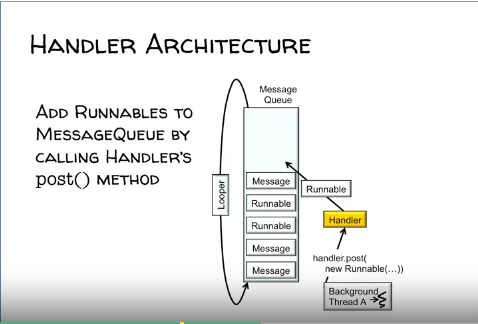 Handler Architecture
Message
Queue
Add Runnables to
MessageQueue by
calling Handler's
post() method
Looper
Message
Runnable
Runnable
Message
Message
Runnable
Handler
handler.post(
new Runnable(...))
Background
Thread A